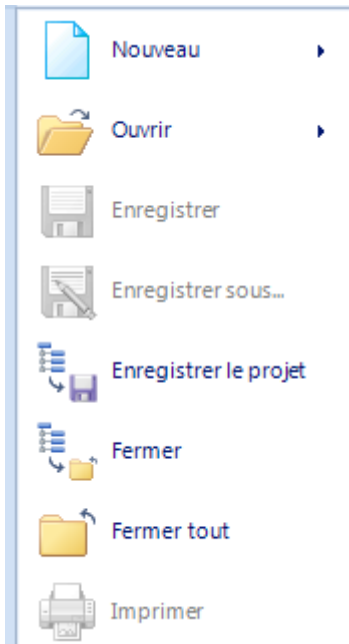 Nouveau
Ouvrir
Enregistrer
Enregistrer sous...
Enregistrer le projet
Fermer
Fermer tout
Imprimer